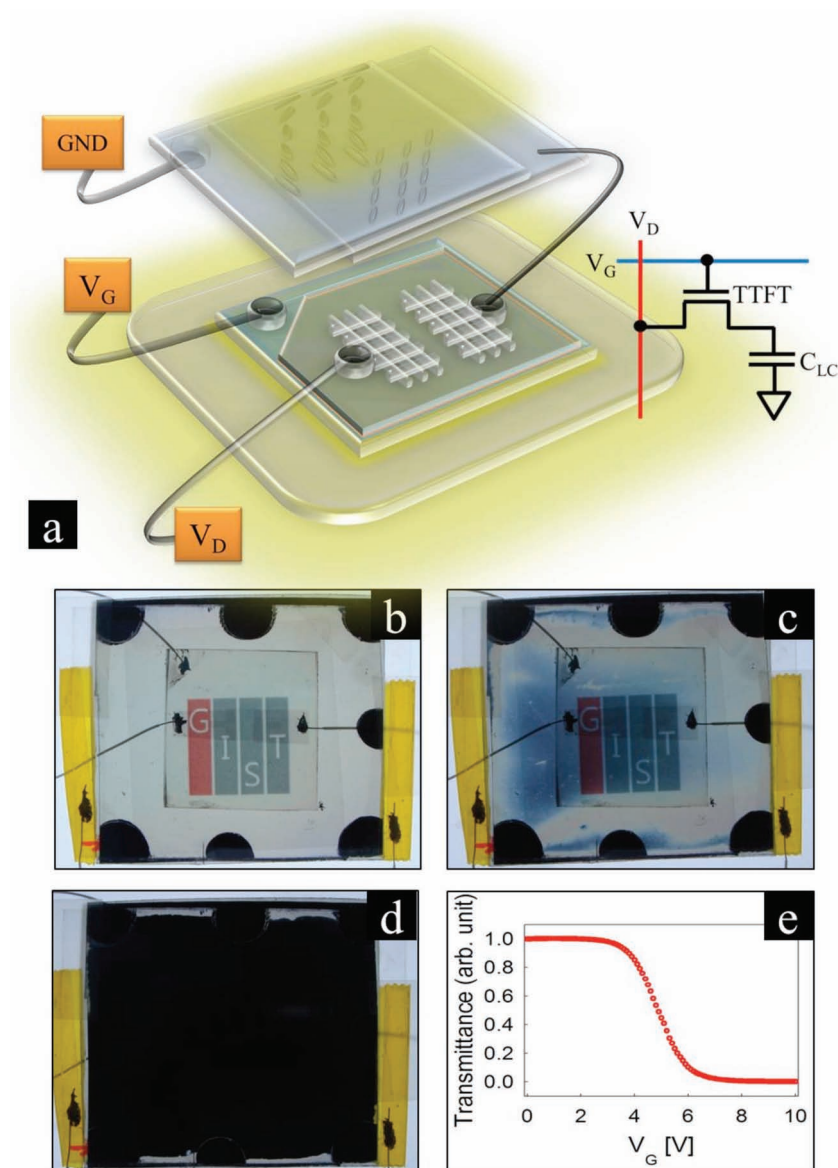 GND
V_D
V_G
V_G
TTFT
C_LC
a
V_D
b
c
G I S T
G I S T
d
e
Transmittance (arb. unit)
1.0
0.8
0.6
0.4
0.2
0.0
0 2 4 6 8 10
V_G [V]